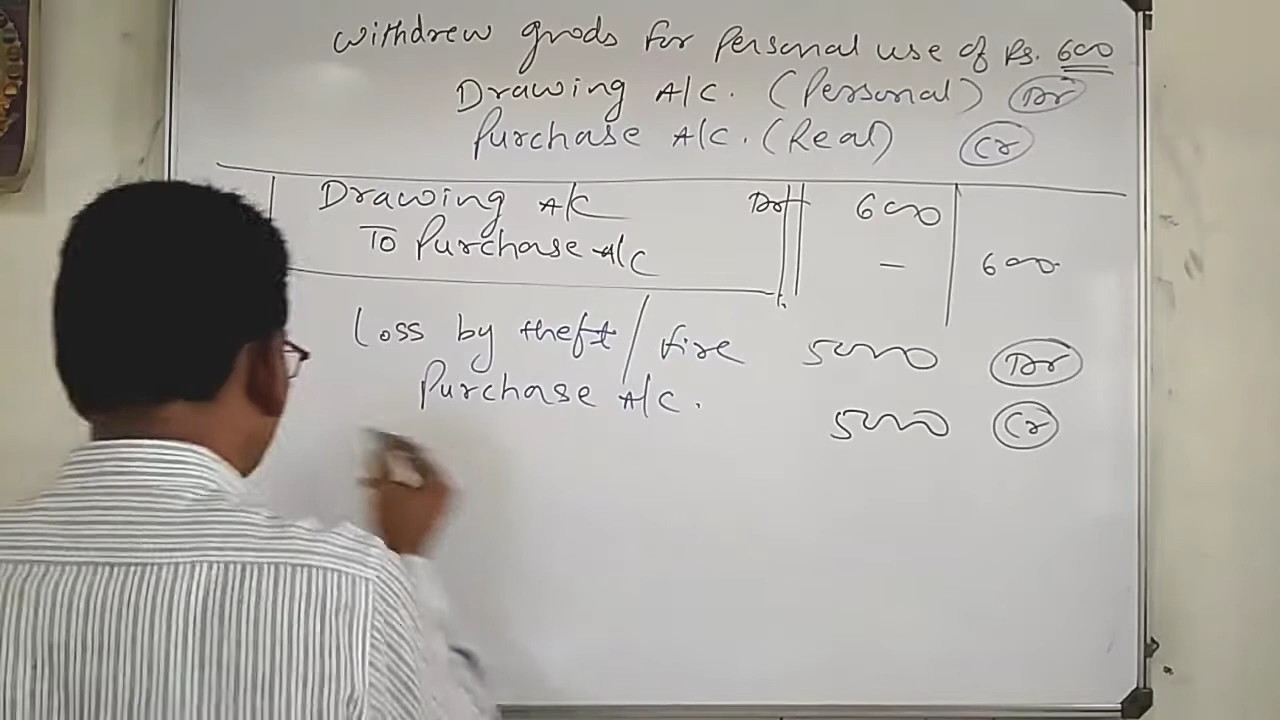 Withdrew goods for Personal use of Rs. 600
Drawing A/C. (Personal) Dr
Purchase A/C. (Real) Cr
Drawing A/C Dr 600
To Purchase A/C - 600
Loss by theft / fire 5000 Dr
Purchase A/C. 5000 Cr